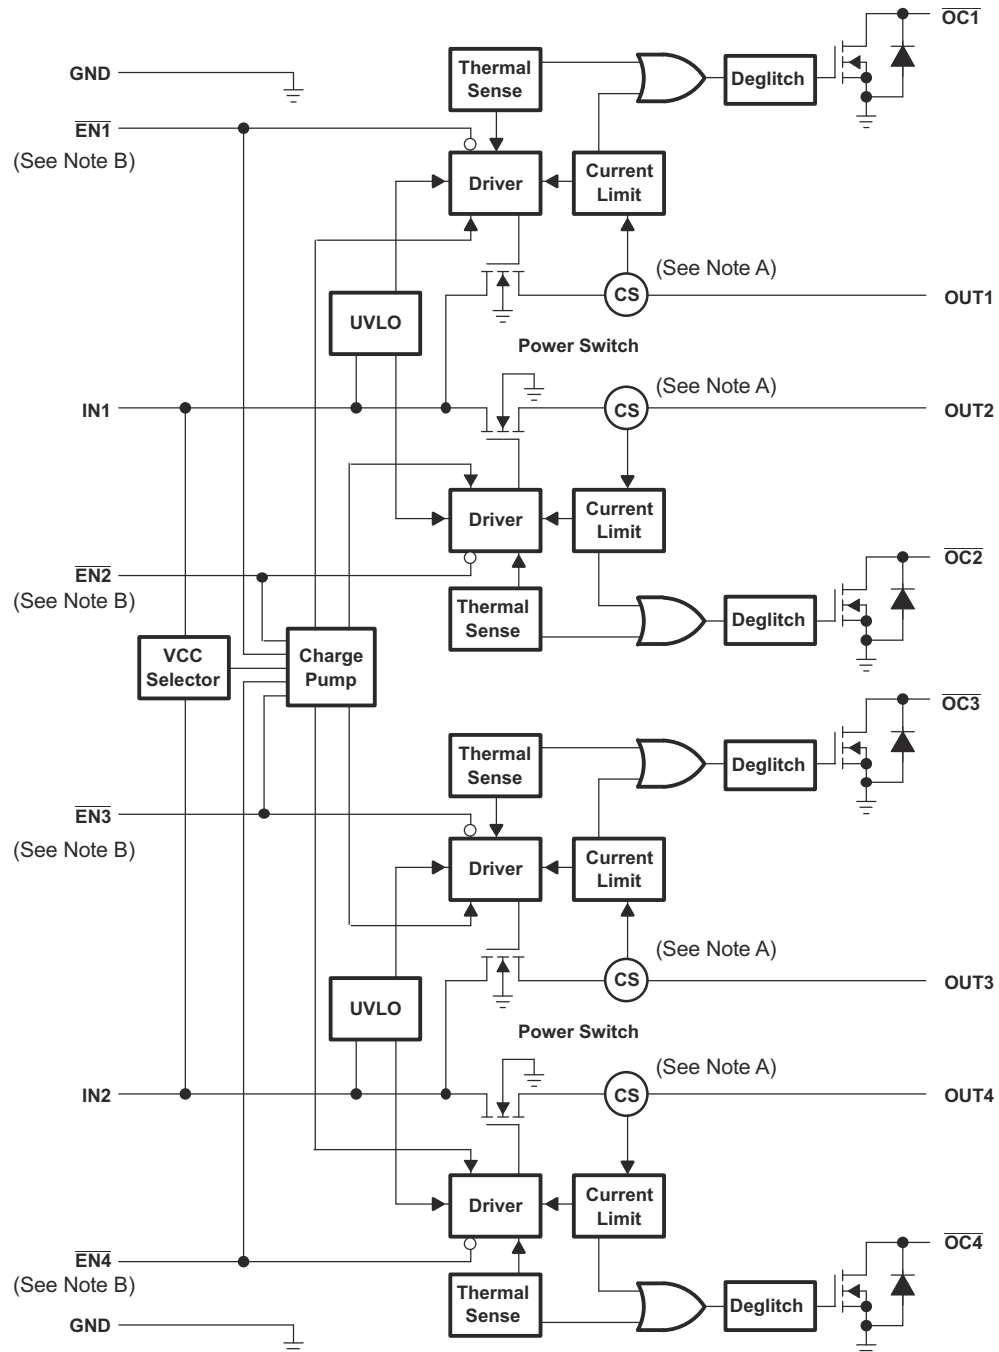 OC1
GND
Thermal
Sense
Deglitch
EN1
(See Note B)
Driver
Current
Limit
(See Note A)
CS
OUT1
UVLO
Power Switch
(See Note A)
IN1
CS
OUT2
Driver
Current
Limit
EN2
(See Note B)
OC2
Thermal
Sense
Deglitch
VCC
Selector
Charge
Pump
OC3
Thermal
Sense
Deglitch
EN3
(See Note B)
Driver
Current
Limit
(See Note A)
CS
OUT3
UVLO
Power Switch
(See Note A)
IN2
CS
OUT4
Driver
Current
Limit
EN4
(See Note B)
OC4
Thermal
Sense
Deglitch
GND